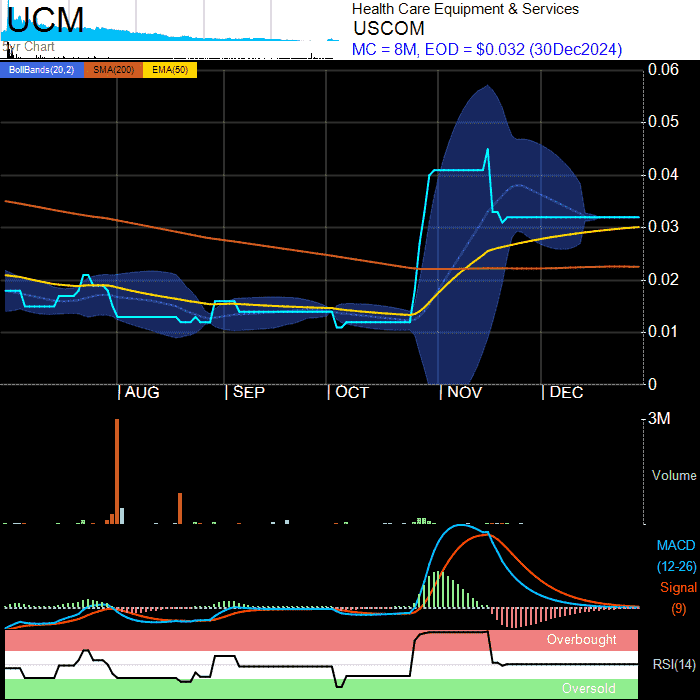 UCM
5yr Chart
Health Care Equipment & Services
USCOM
MC = 8M, EOD = $0.032 (30Dec2024)
BollBands(20,2) SMA(200) EMA(50)
0.06
0.05
0.04
0.03
0.02
0.01
0
AUG SEP OCT NOV DEC
3M
Volume
MACD
(12-26)
Signal
(9)
Overbought
RSI(14)
Oversold